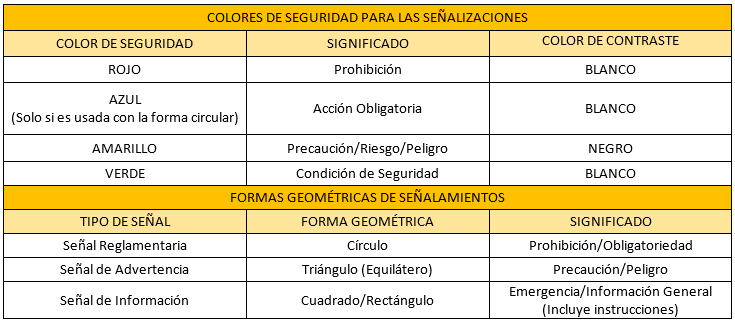 COLORES DE SEGURIDAD PARA LAS SEÑALIZACIONES
COLOR DE SEGURIDAD SIGNIFICADO COLOR DE CONTRASTE
ROJO Prohibición BLANCO
AZUL
(Solo si es usada con la forma circular) Acción Obligatoria BLANCO
AMARILLO Precaución/Riesgo/Peligro NEGRO
VERDE Condición de Seguridad BLANCO
FORMAS GEOMÉTRICAS DE SEÑALAMIENTOS
TIPO DE SEÑAL FORMA GEOMÉTRICA SIGNIFICADO
Señal Reglamentaria Círculo Prohibición/Obligatoriedad
Señal de Advertencia Triángulo (Equilátero) Precaución/Peligro
Señal de Información Cuadrado/Rectángulo Emergencia/Información General
(Incluye instrucciones)